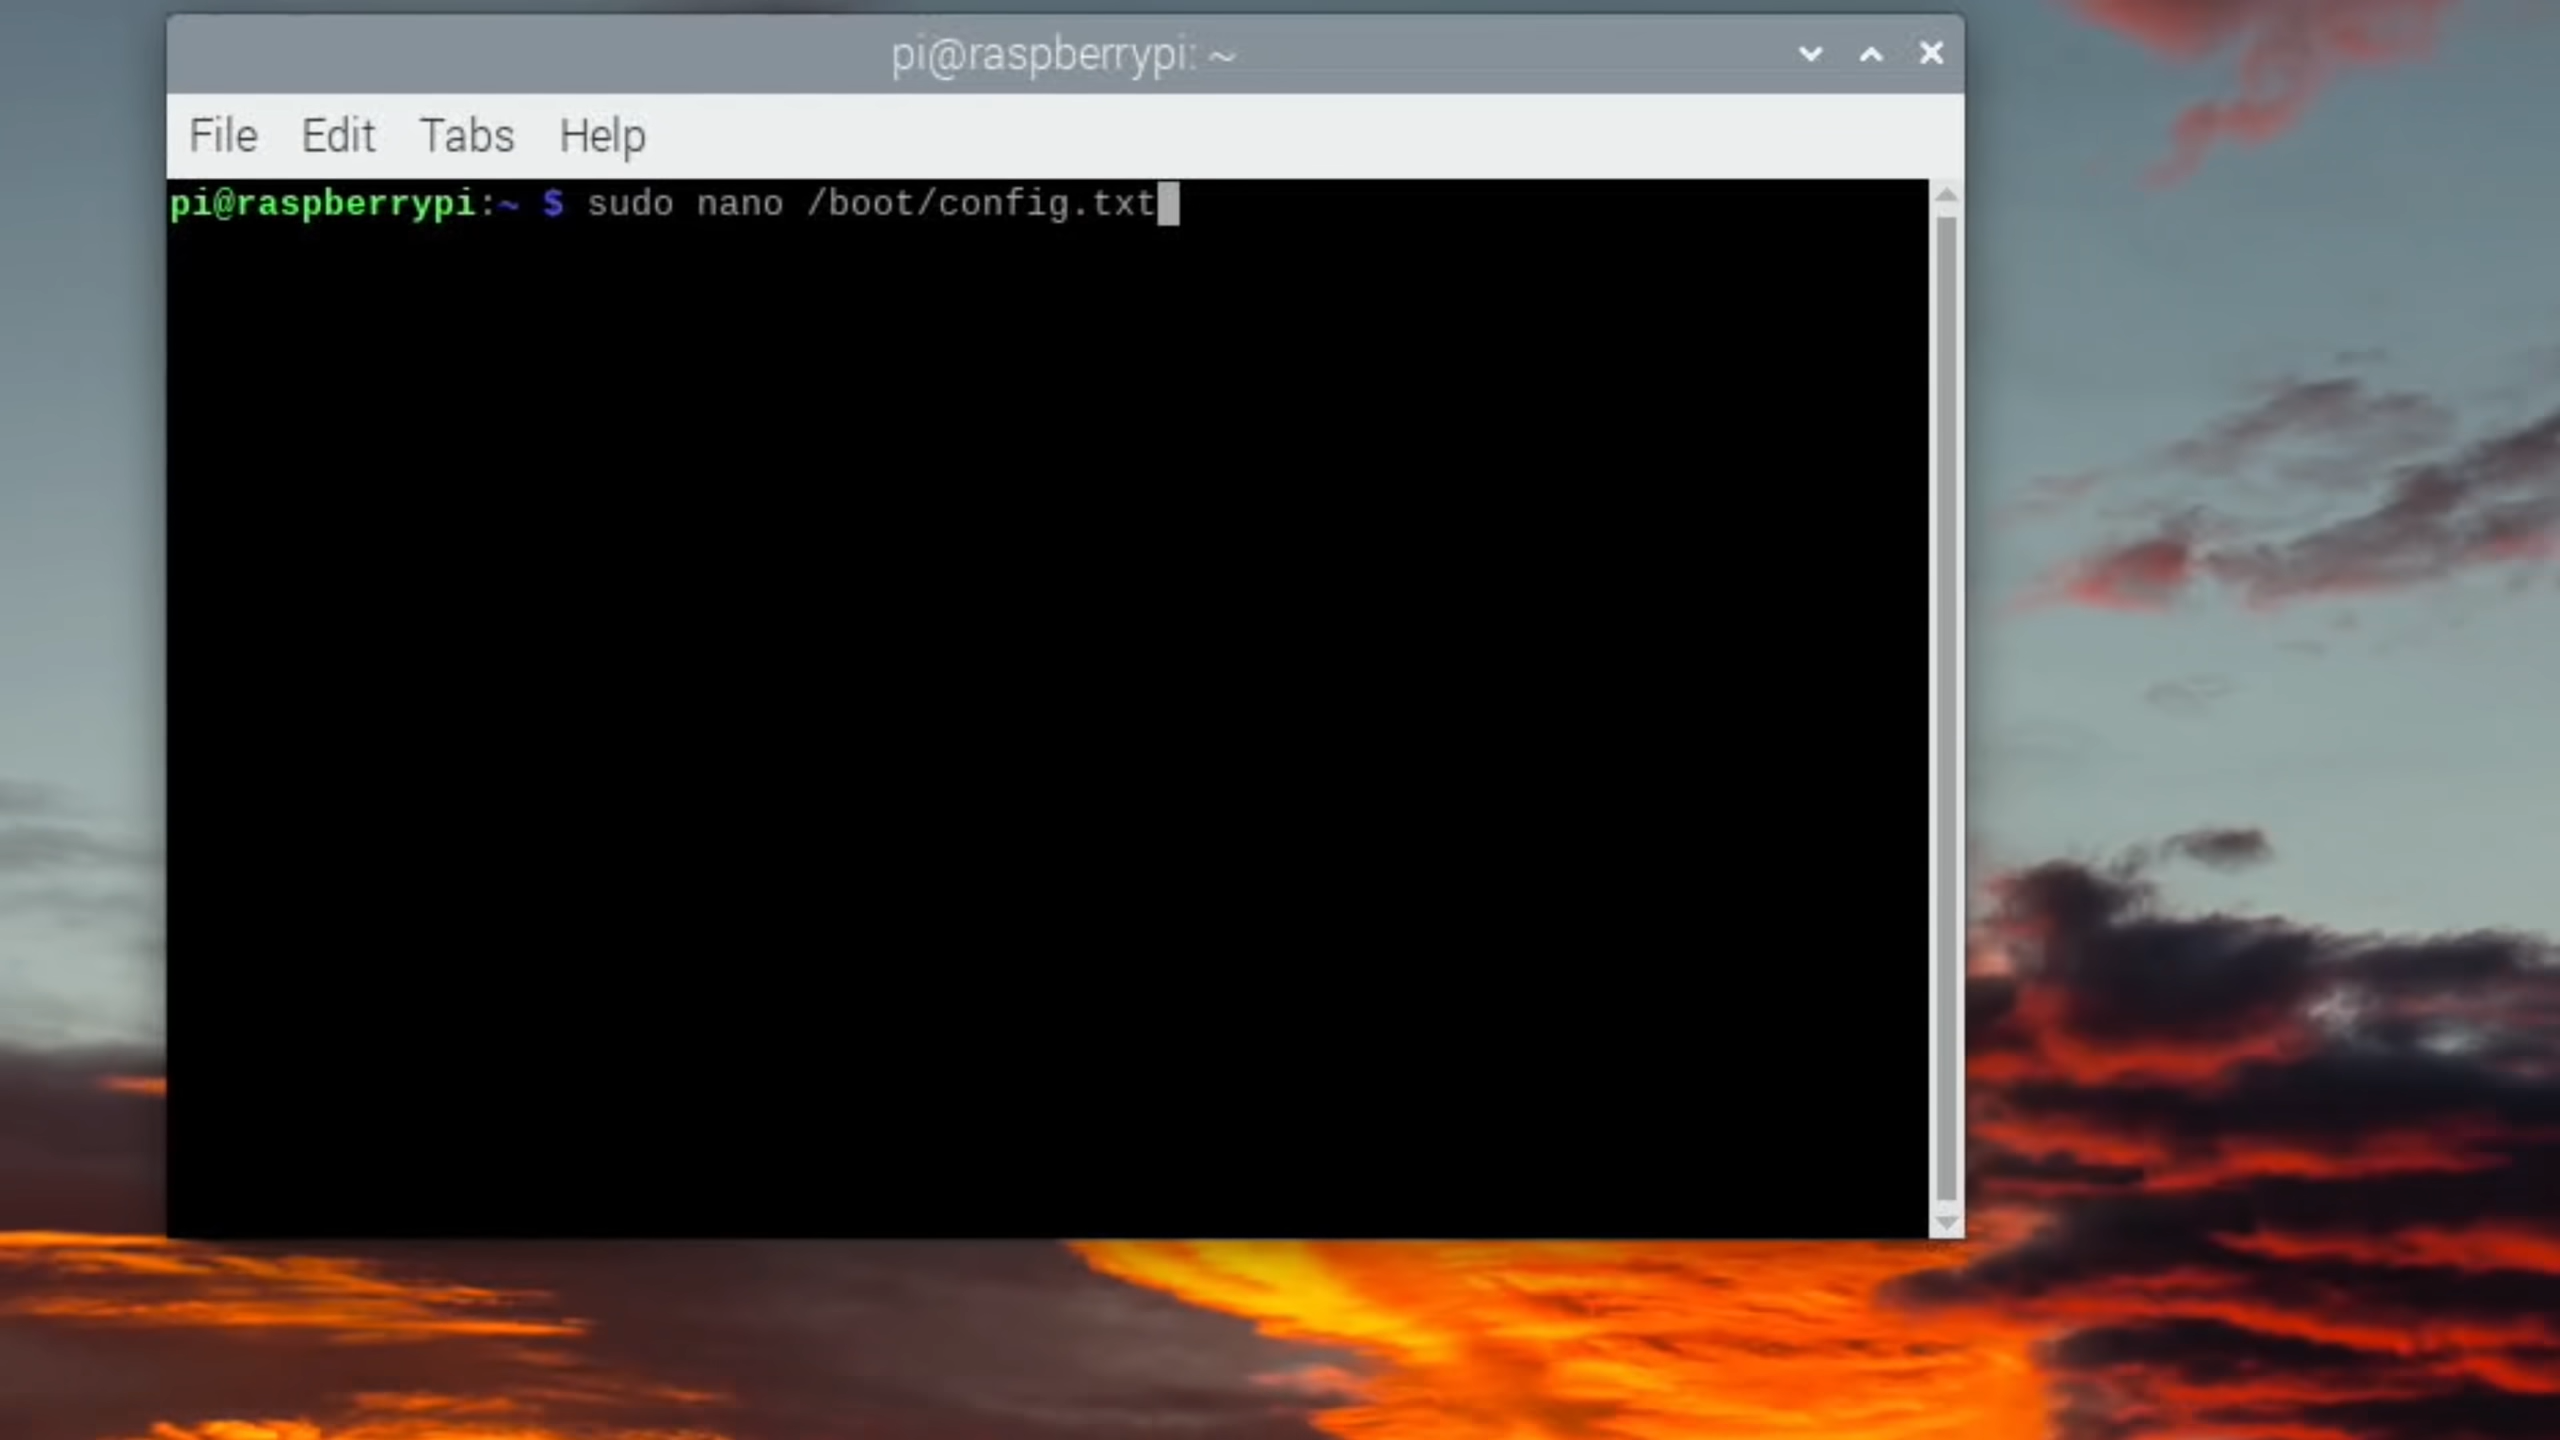 pi@raspberrypi: ~
File Edit Tabs Help
pi@raspberrypi:~ $ sudo nano /boot/config.txt